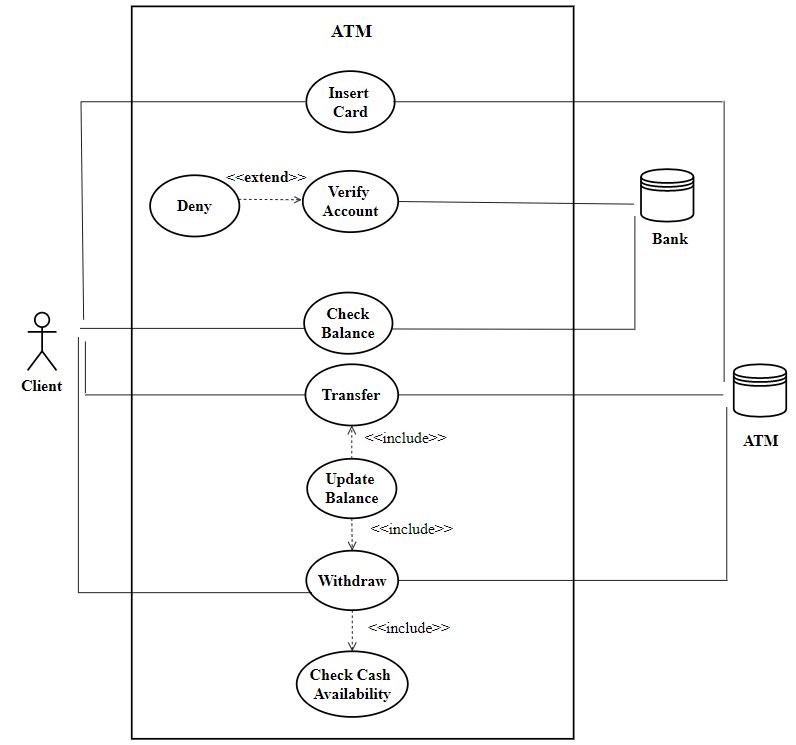 ATM
Insert
Card
<<extend>>
Deny
Verify
Account
Bank
Check
Balance
Client
Transfer
ATM
<<include>>
Update
Balance
<<include>>
Withdraw
<<include>>
Check Cash
Availability